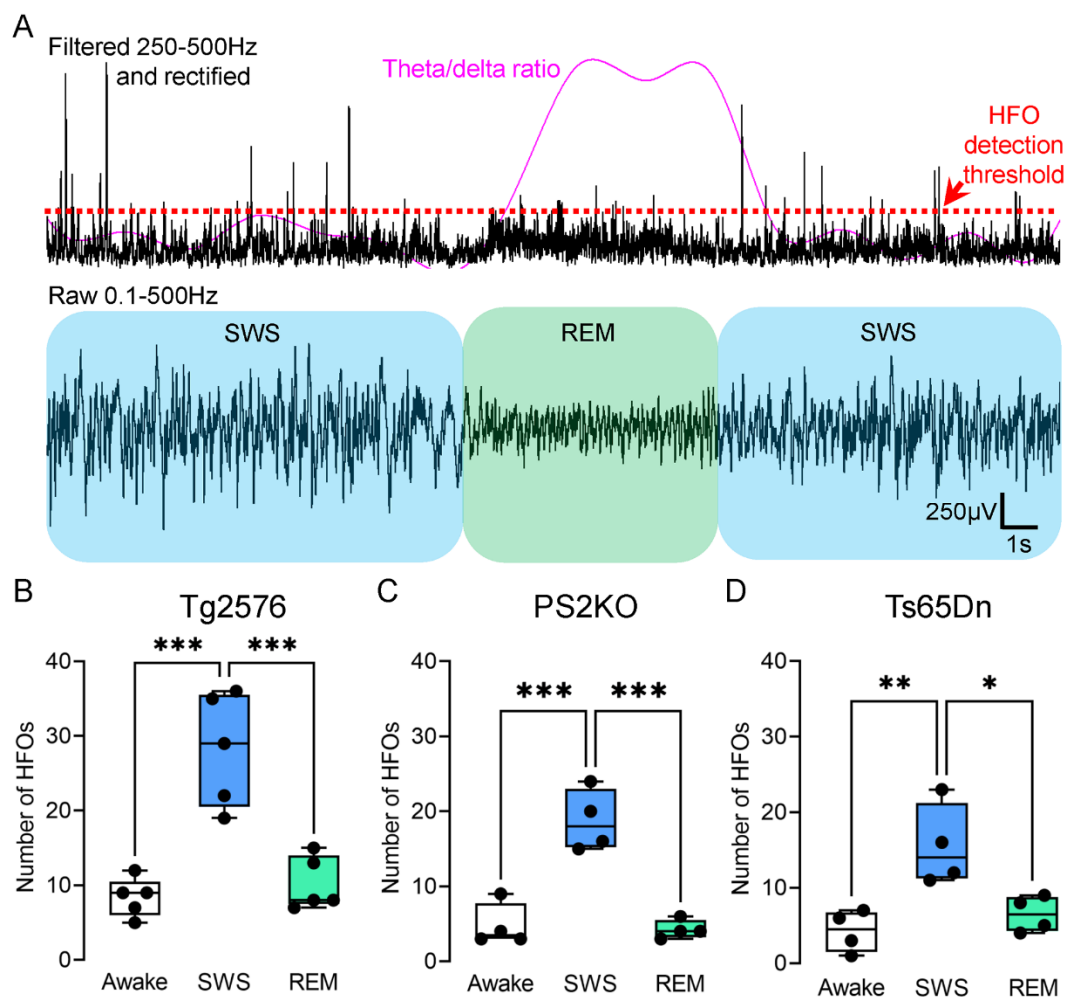 A
Filtered 250-500Hz
and rectified
Theta/delta ratio
HFO
detection
threshold
Raw 0.1-500Hz
SWS
REM
SWS
250µV
1s
B
Tg2576
C
PS2KO
D
Ts65Dn
Number of HFOs
40
30
20
10
0
*** ***
Awake SWS REM
Number of HFOs
40
30
20
10
0
*** ***
Awake SWS REM
Number of HFOs
40
30
20
10
0
** *
Awake SWS REM